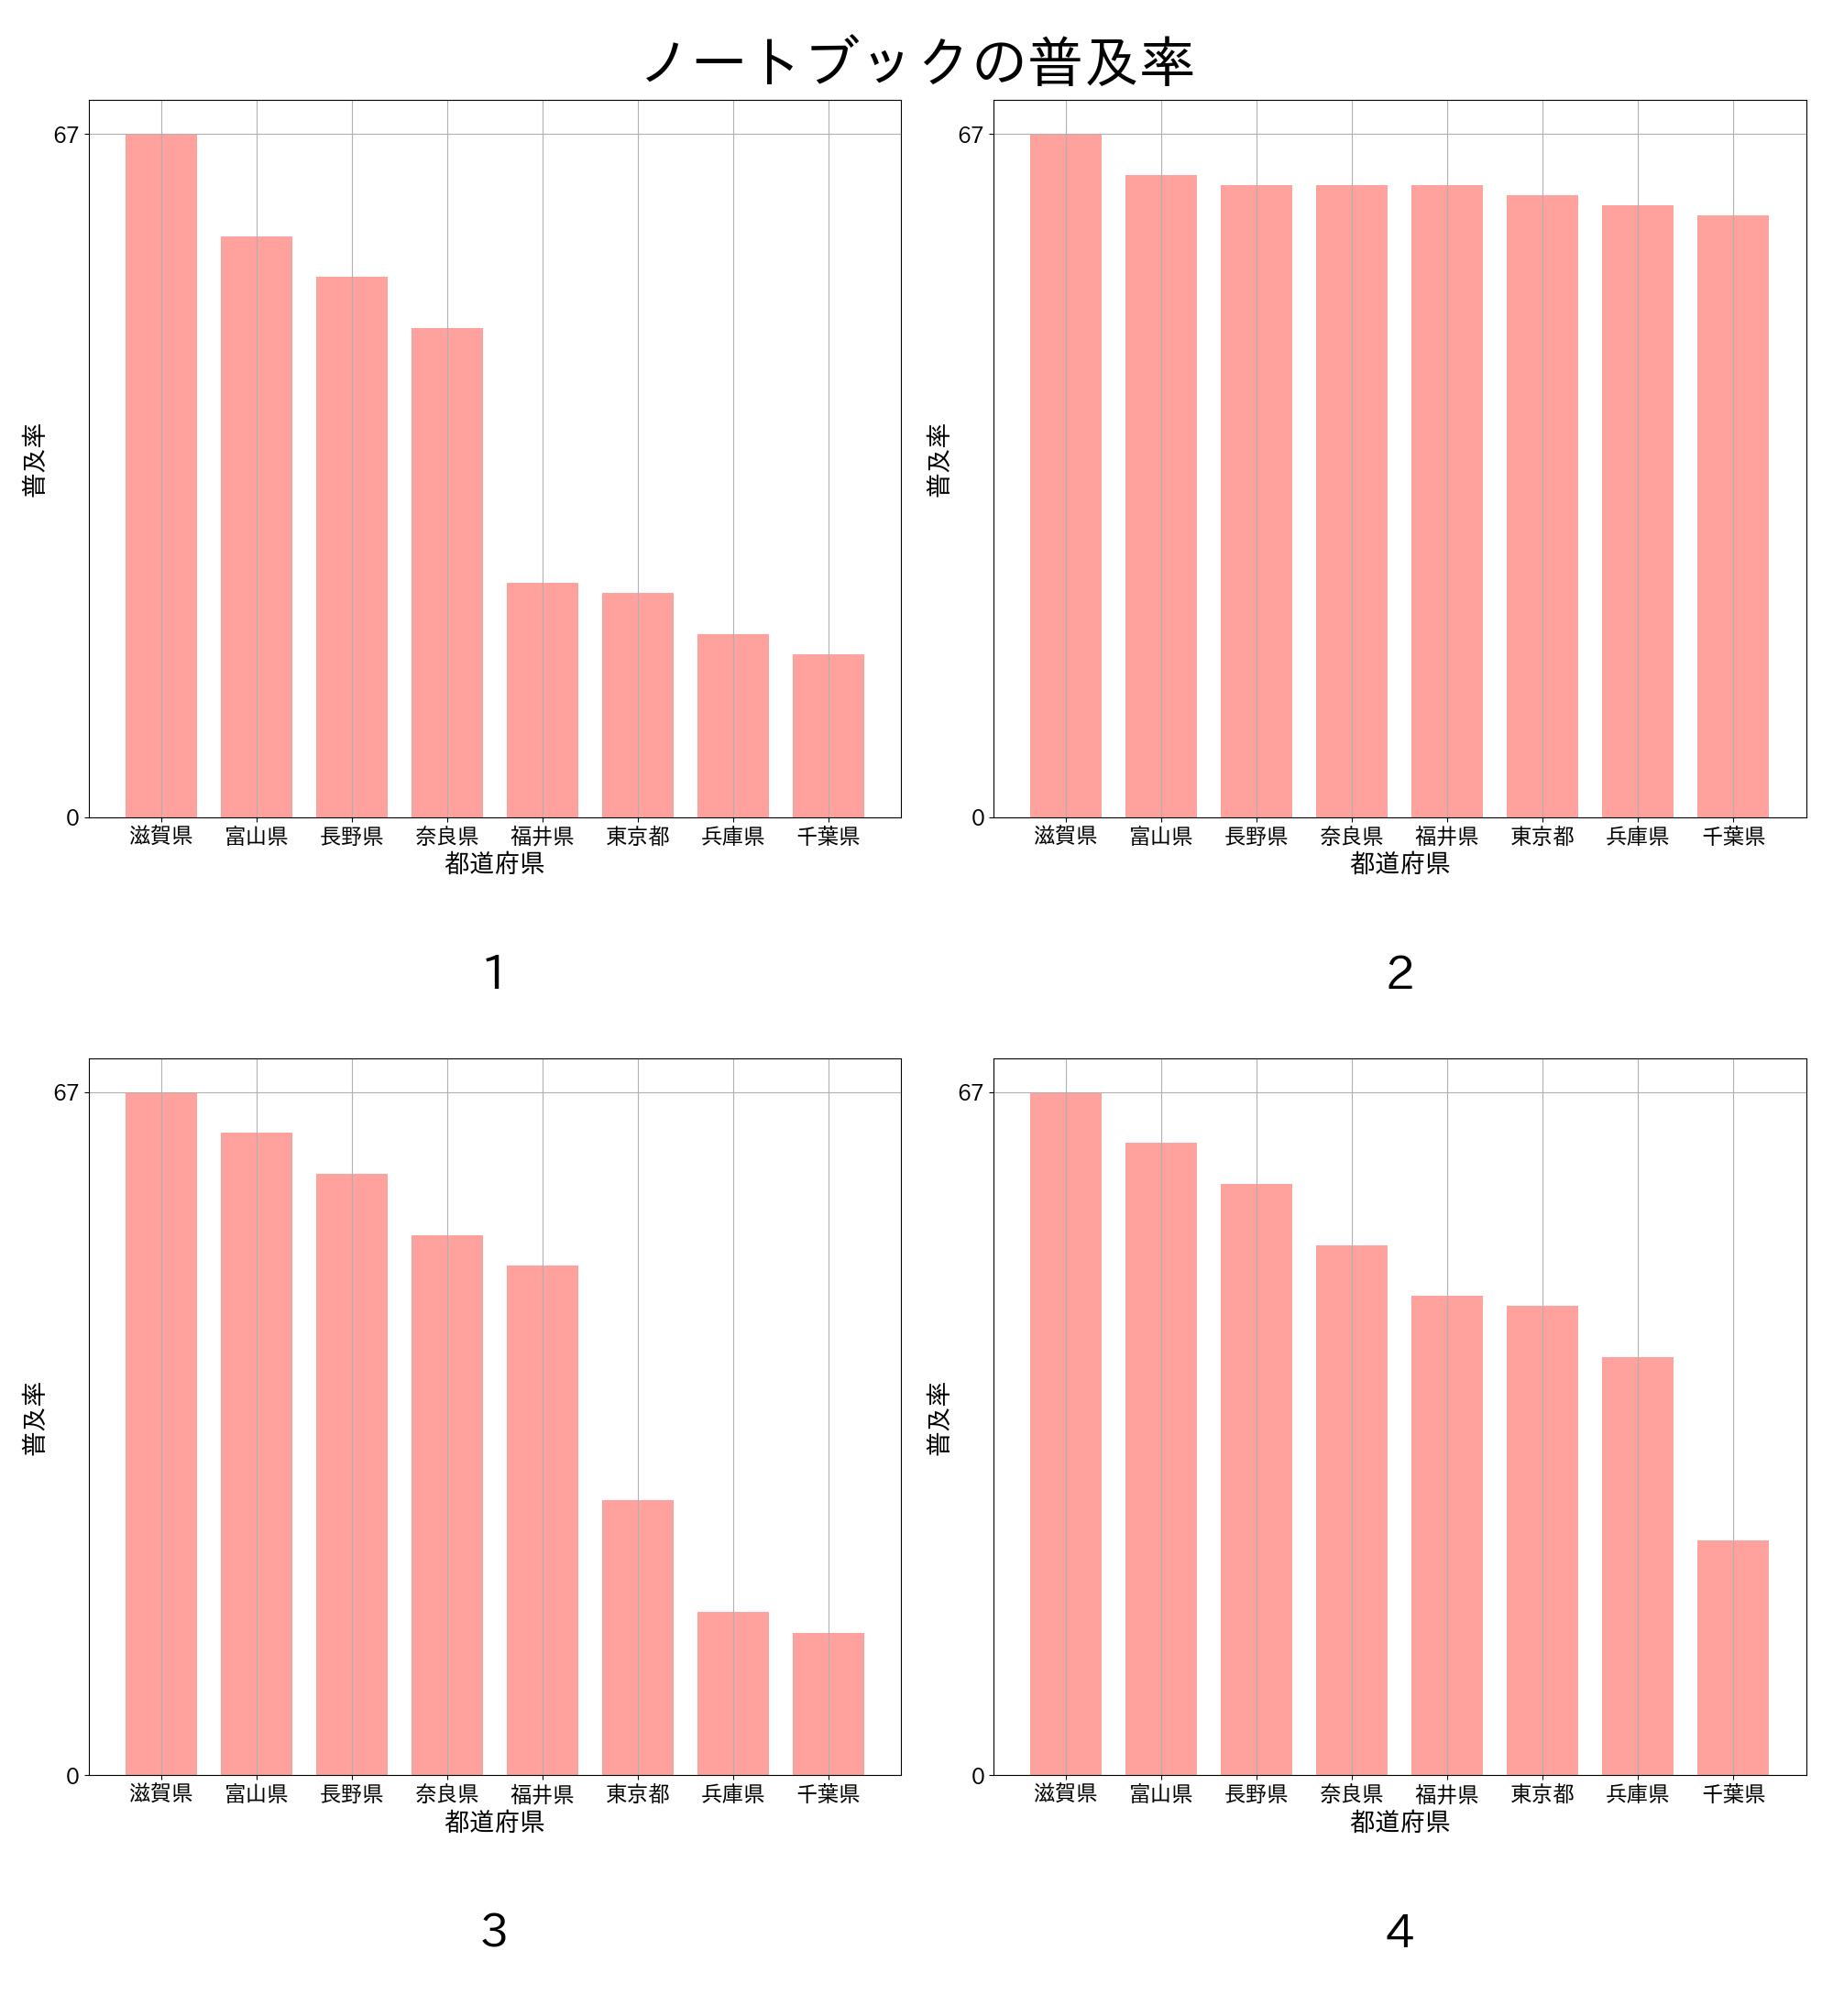 ノートブックの普及率
67
0
普及率
滋賀県 富山県 長野県 奈良県 福井県 東京都 兵庫県 千葉県
都道府県
1
67
0
普及率
滋賀県 富山県 長野県 奈良県 福井県 東京都 兵庫県 千葉県
都道府県
2
67
0
普及率
滋賀県 富山県 長野県 奈良県 福井県 東京都 兵庫県 千葉県
都道府県
3
67
0
普及率
滋賀県 富山県 長野県 奈良県 福井県 東京都 兵庫県 千葉県
都道府県
4